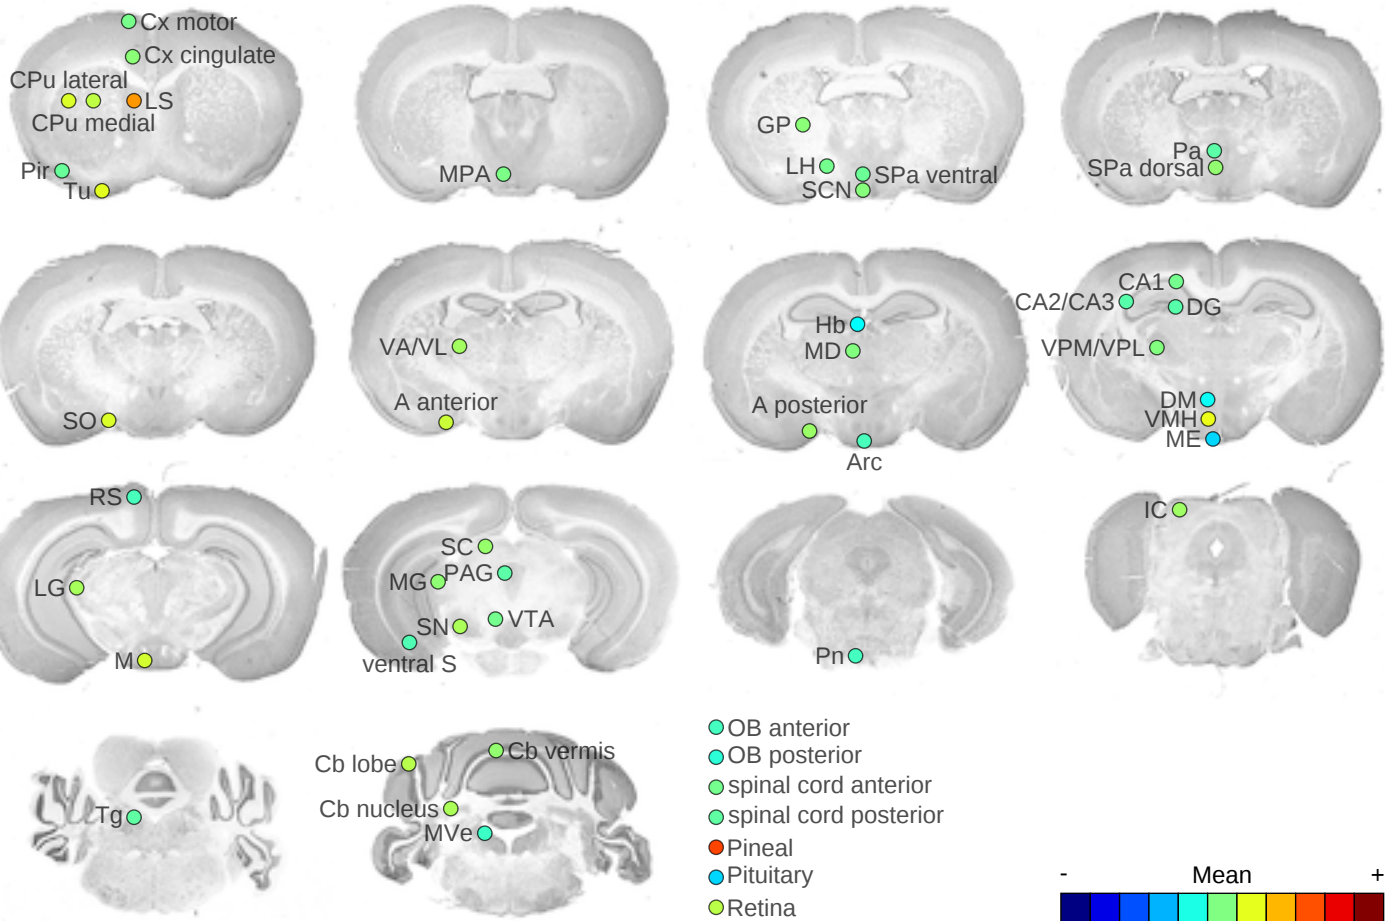 Cx motor
Cx cingulate
CPu lateral
LS
CPu medial
Pir
Tu
MPA
GP
LH
SPa ventral
SCN
Pa
SPa dorsal
SO
VA/VL
A anterior
Hb
MD
A posterior
Arc
CA1
CA2/CA3
DG
VPM/VPL
DM
VMH
ME
RS
LG
M
SC
MG
PAG
SN
VTA
ventral S
Pn
IC
Tg
Cb lobe
Cb vermis
Cb nucleus
MVe
OB anterior
OB posterior
spinal cord anterior
spinal cord posterior
Pineal
Pituitary
Retina
- Mean +